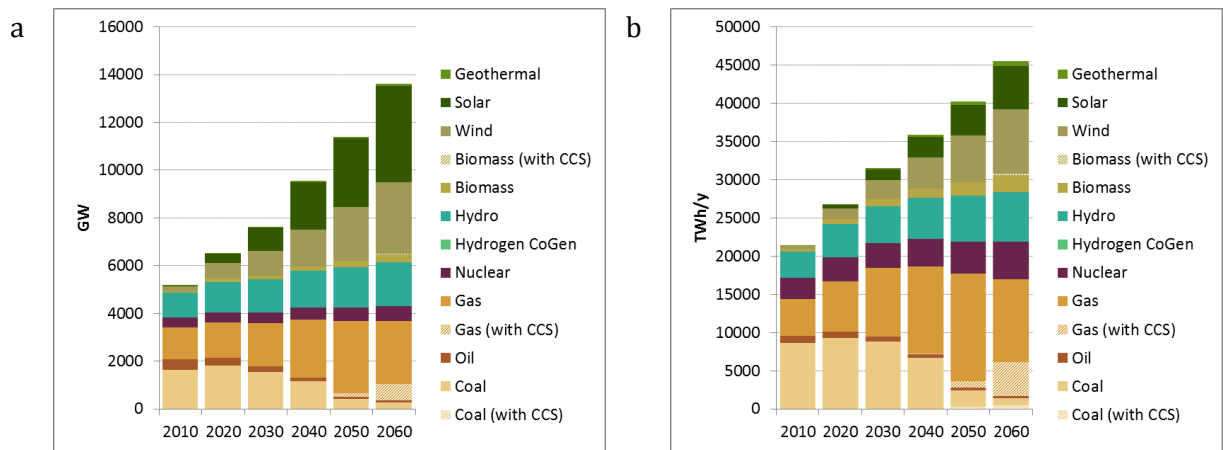 a
GW
16000
14000
12000
10000
8000
6000
4000
2000
0
2010 2020 2030 2040 2050 2060
Geothermal
Solar
Wind
Biomass (with CCS)
Biomass
Hydro
Hydrogen CoGen
Nuclear
Gas
Gas (with CCS)
Oil
Coal
Coal (with CCS)
b
TWh/y
50000
45000
40000
35000
30000
25000
20000
15000
10000
5000
0
2010 2020 2030 2040 2050 2060
Geothermal
Solar
Wind
Biomass (with CCS)
Biomass
Hydro
Hydrogen CoGen
Nuclear
Gas
Gas (with CCS)
Oil
Coal
Coal (with CCS)